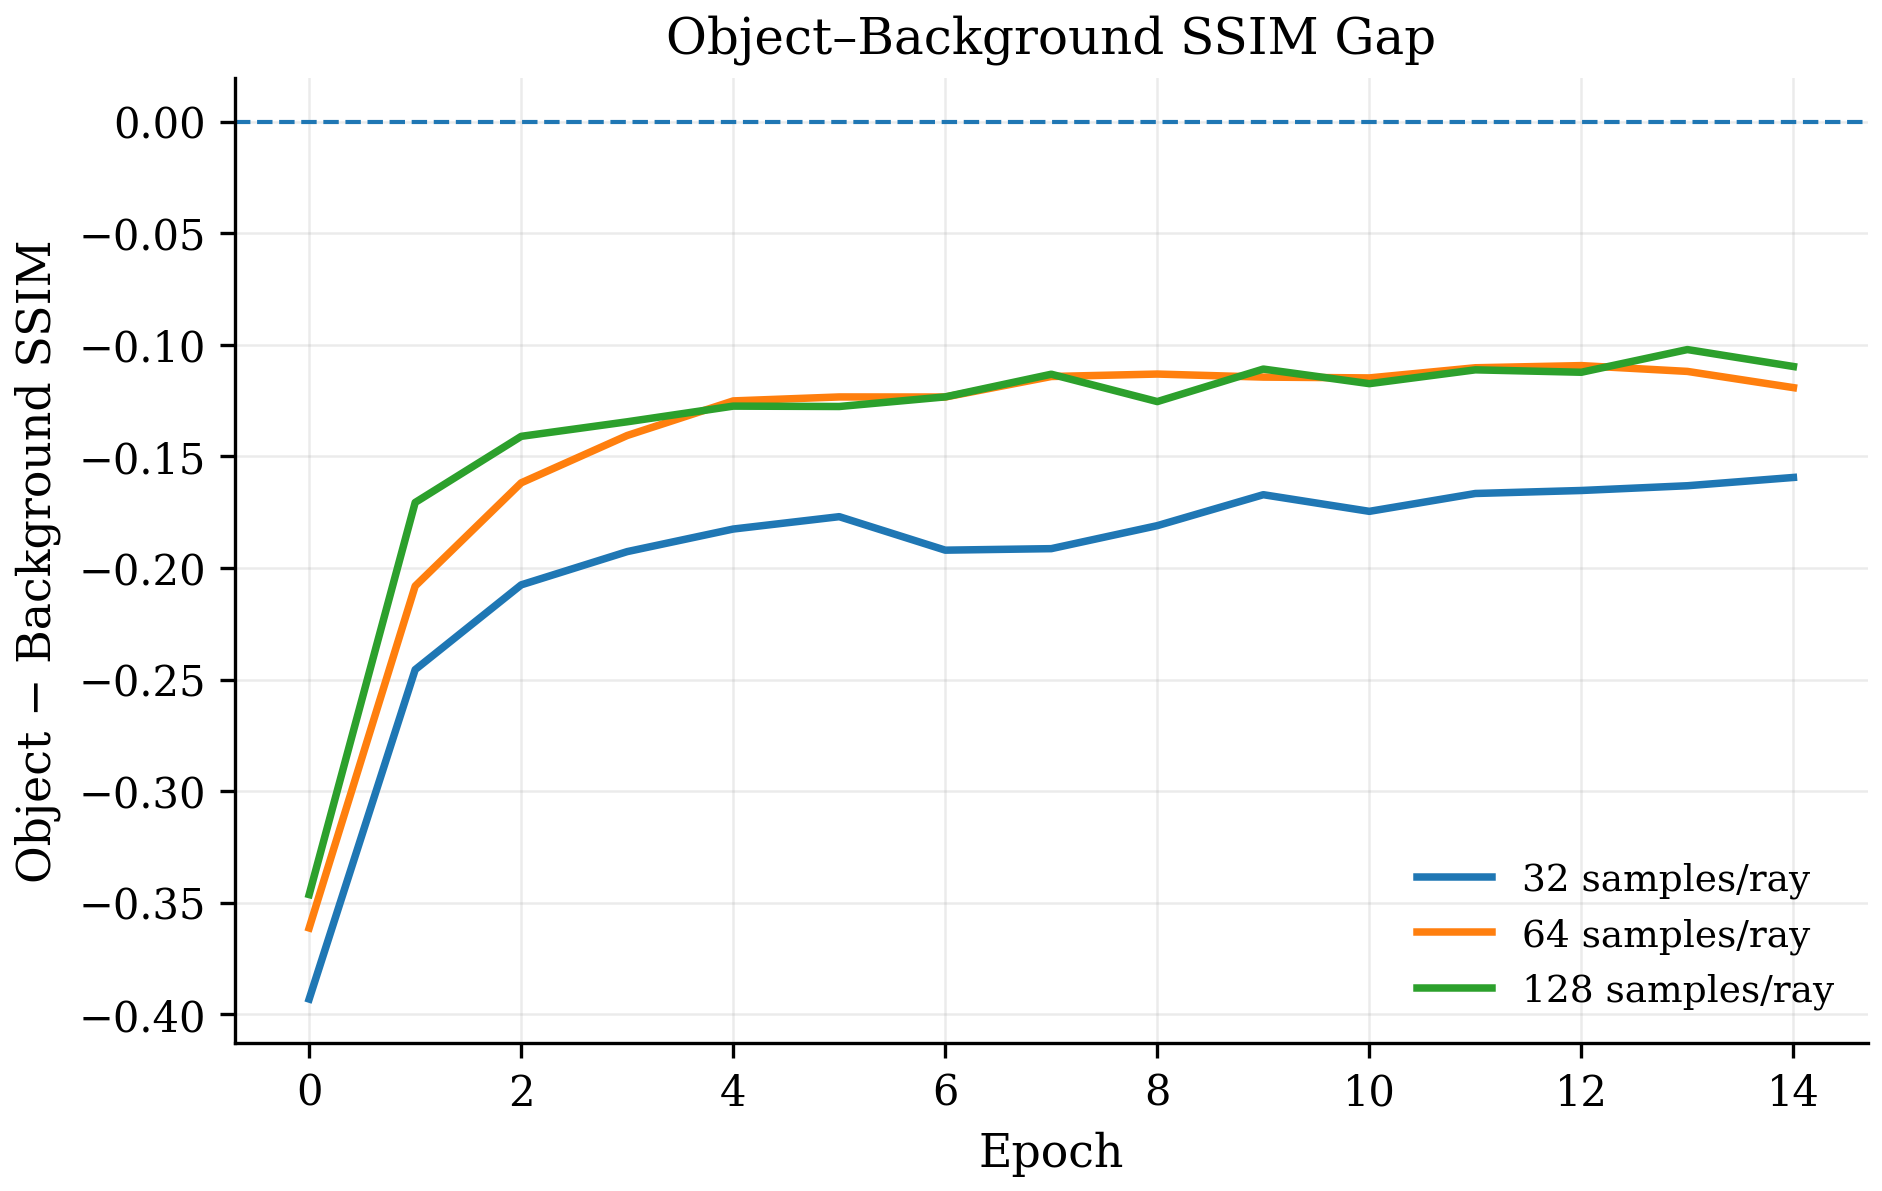 Object–Background SSIM Gap
Object − Background SSIM
0.00
−0.05
−0.10
−0.15
−0.20
−0.25
−0.30
−0.35
−0.40
32 samples/ray
64 samples/ray
128 samples/ray
0 2 4 6 8 10 12 14
Epoch